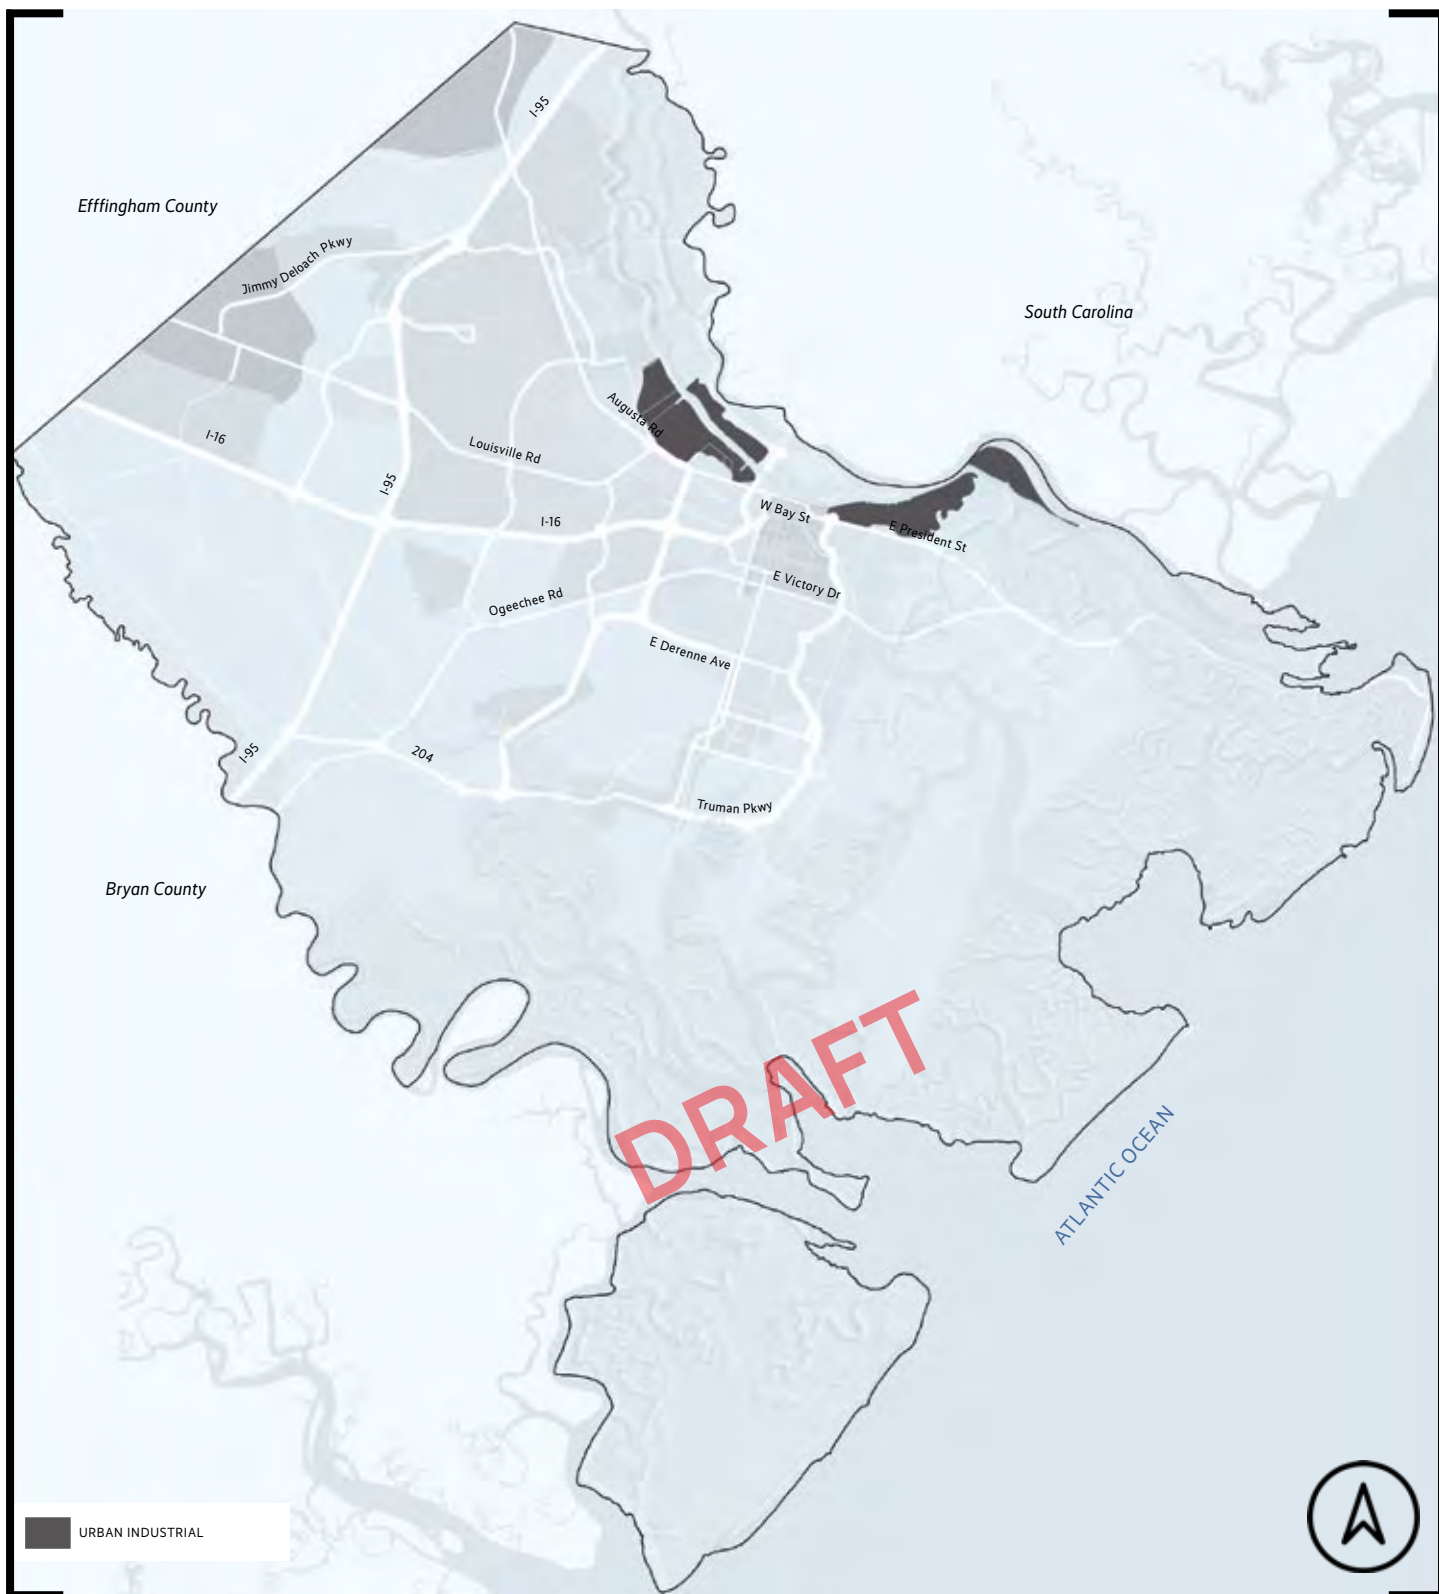 I-95
Efffingham County
Jimmy Deloach Pkwy
South Carolina
Augusta Rd
I-16
Louisville Rd
I-95
W Bay St
I-16
E President St
E Victory Dr
Ogeechee Rd
E Derenne Ave
I-95
204
Truman Pkwy
Bryan County
DRAFT
ATLANTIC OCEAN
URBAN INDUSTRIAL